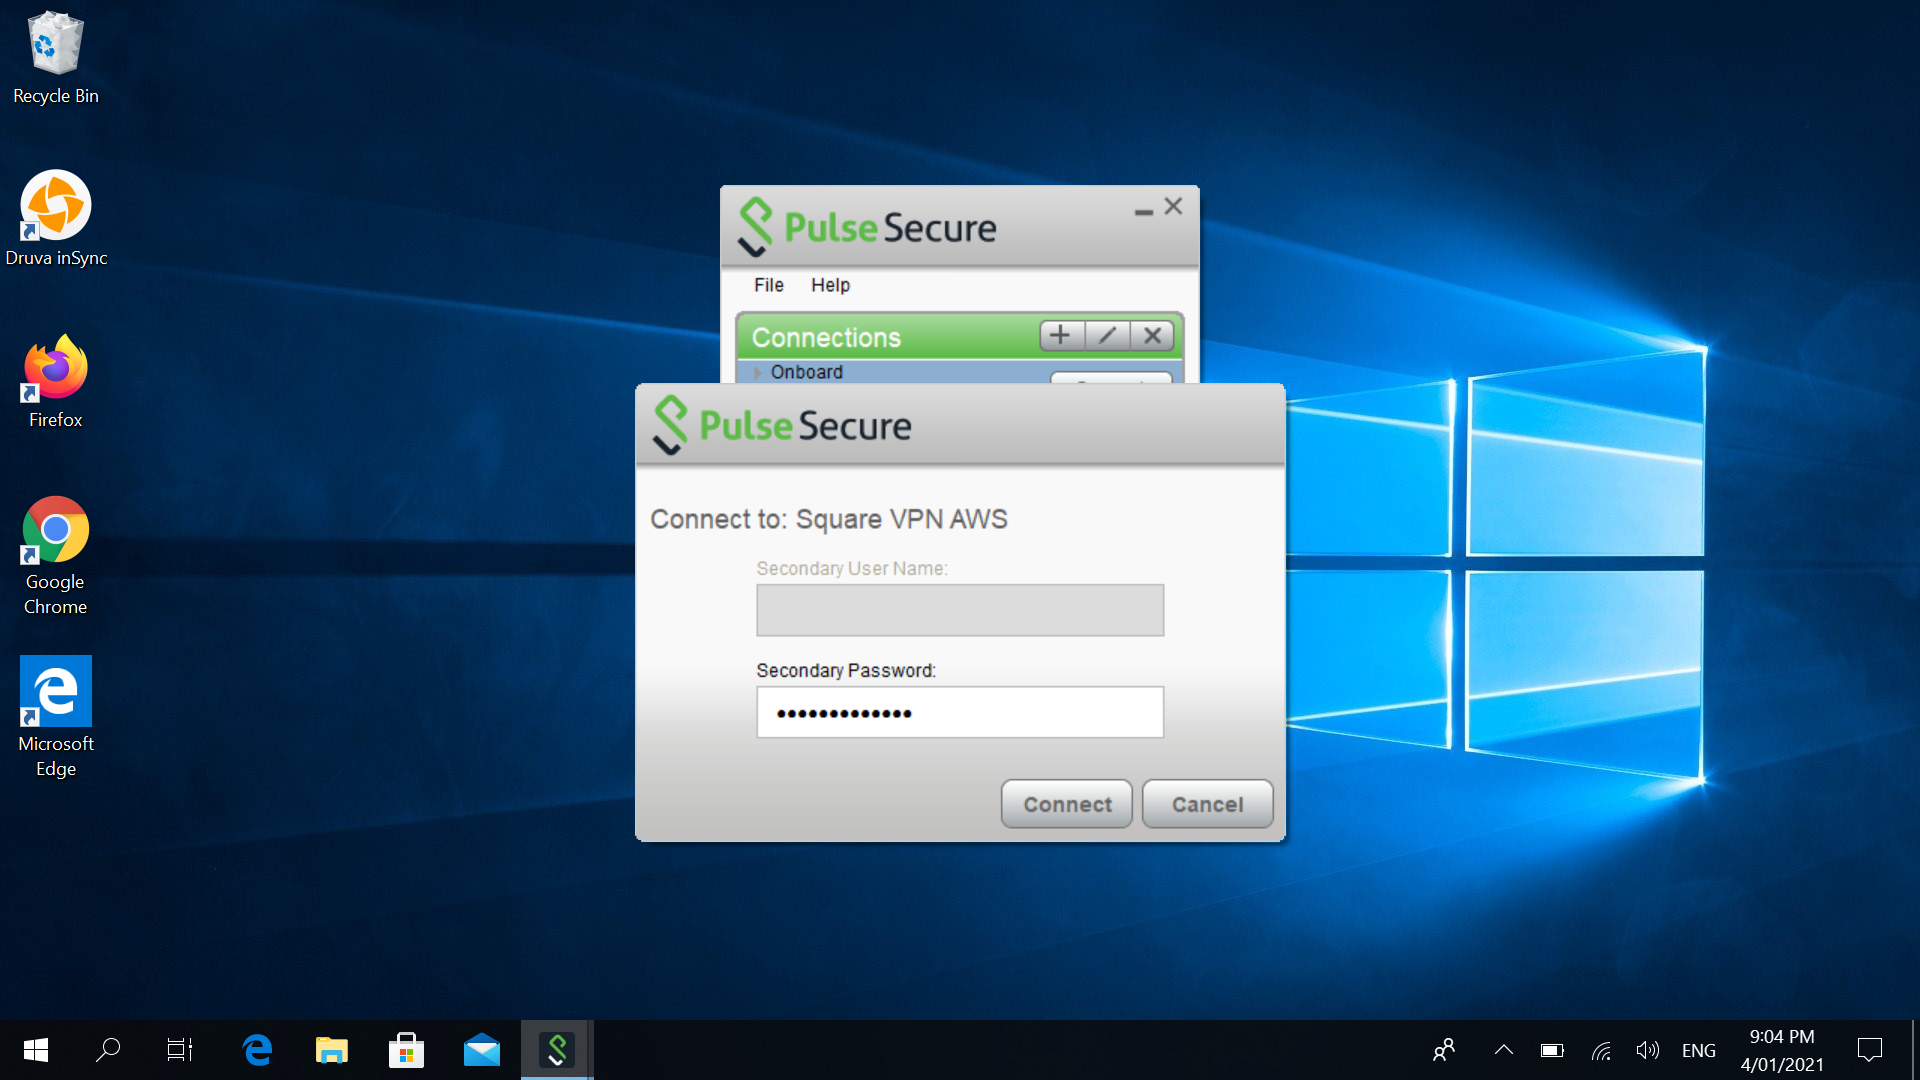 Recycle Bin
Druva inSync
Firefox
Google
Chrome
Microsoft
Edge
Pulse Secure
File Help
Connections
Onboard
Pulse Secure
Connect to: Square VPN AWS
Secondary User Name:
Secondary Password:
•••••••••••••
Connect Cancel
ENG
9:04 PM
4/01/2021